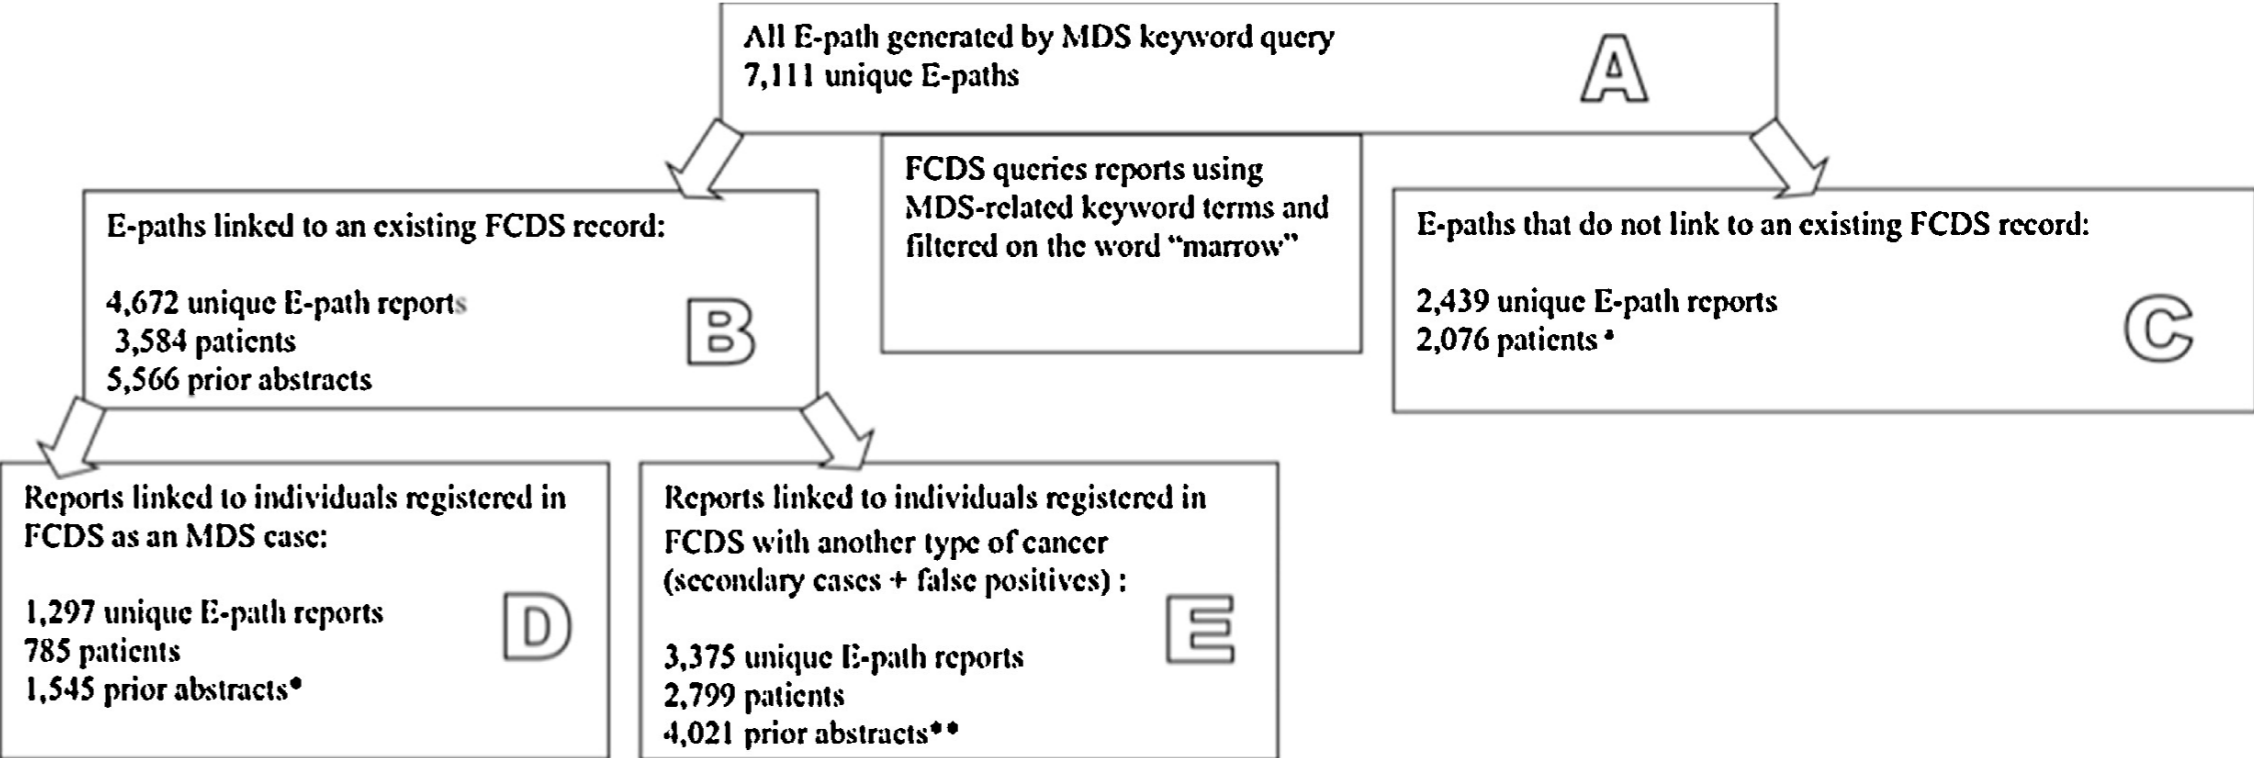 All E-path generated by MDS keyword query
7,111 unique E-paths
A
FCDS queries reports using
MDS-related keyword terms and
filtered on the word “marrow”
E-paths linked to an existing FCDS record:
4,672 unique E-path reports
3,584 patients
5,566 prior abstracts
B
E-paths that do not link to an existing FCDS record:
2,439 unique E-path reports
2,076 patients ª
C
Reports linked to individuals registered in
FCDS as an MDS case:
1,297 unique E-path reports
785 patients
1,545 prior abstracts*
D
Reports linked to individuals registered in
FCDS with another type of cancer
(secondary cases + false positives) :
3,375 unique E-path reports
2,799 patients
4,021 prior abstracts**
E